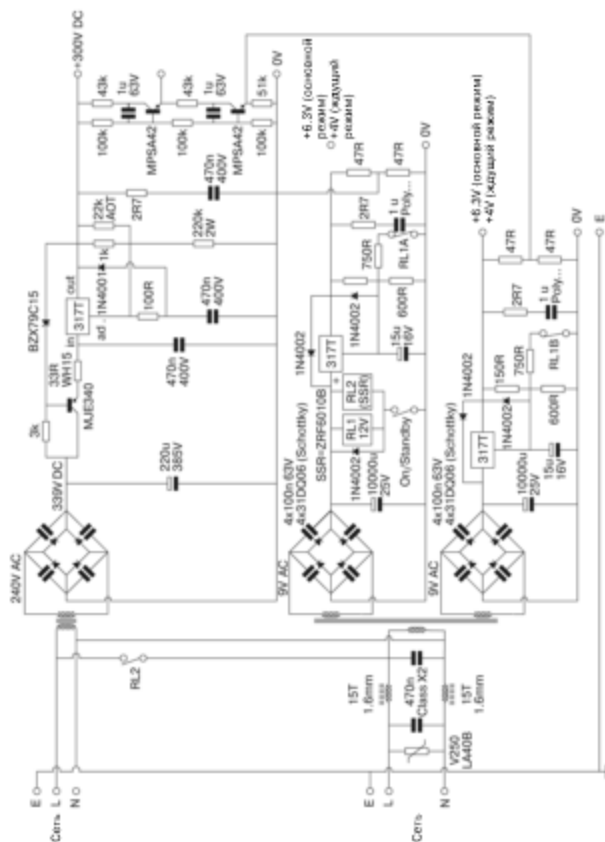 +300V DC
43k
1u
63V
43k
1u
63V
51k
0V
100k
MPSA42
100k
MPSA42
100k
470n
400V
2R7
22k
AOT
220k
2W
1k
BZX79C15
out
317T
in
ad.
1N4001
100R
470n
400V
33R
WH15
MJE340
3k
470n
400V
339V DC
220u
385V
240V AC
+6.3V (основной
режим)
+4V (ждущий
режим)
0V
47R
47R
2R7
1 u
Poly...
750R
RL1A
1N4002
1N4002
317T
600R
15u
16V
RL2
(SSR)
+
RL1
12V
SSR=ZRF6010B
1N4002
On/Standby
4x100n 63V
4x31DQ06 (Schottky)
10000u
25V
9V AC
+6.3V (основной режим)
+4V (ждущий режим)
0V
E
47R
47R
2R7
1 u
Poly...
RL1B
150R
750R
1N4002
1N4002
600R
317T
15u
16V
4x100n 63V
4x31DQ06 (Schottky)
10000u
25V
9V AC
RL2
15T
1.6mm
470n
Class X2
15T
1.6mm
V250
LA40B
E
L
N
Сеть
E
L
N
Сеть